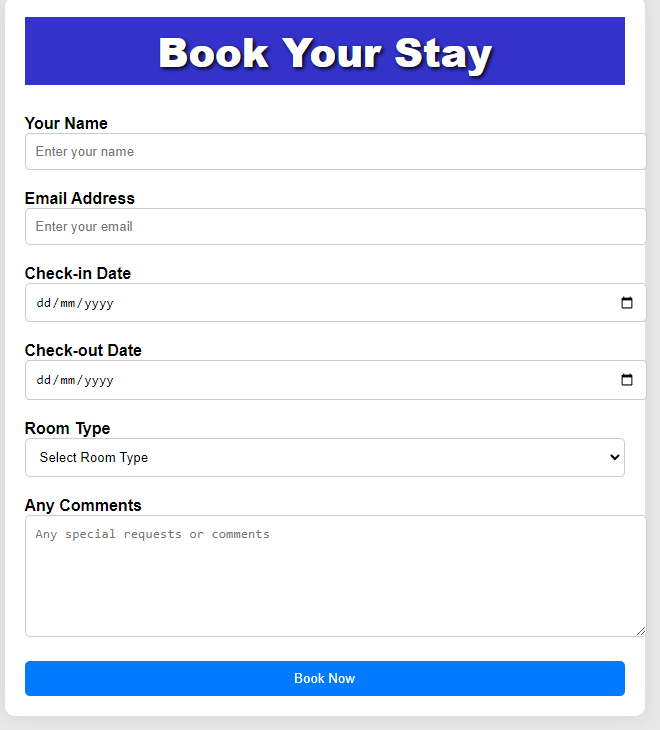 Book Your Stay
Your Name
Enter your name
Email Address
Enter your email
Check-in Date
dd/mm/yyyy
Check-out Date
dd/mm/yyyy
Room Type
Select Room Type
Any Comments
Any special requests or comments
Book Now